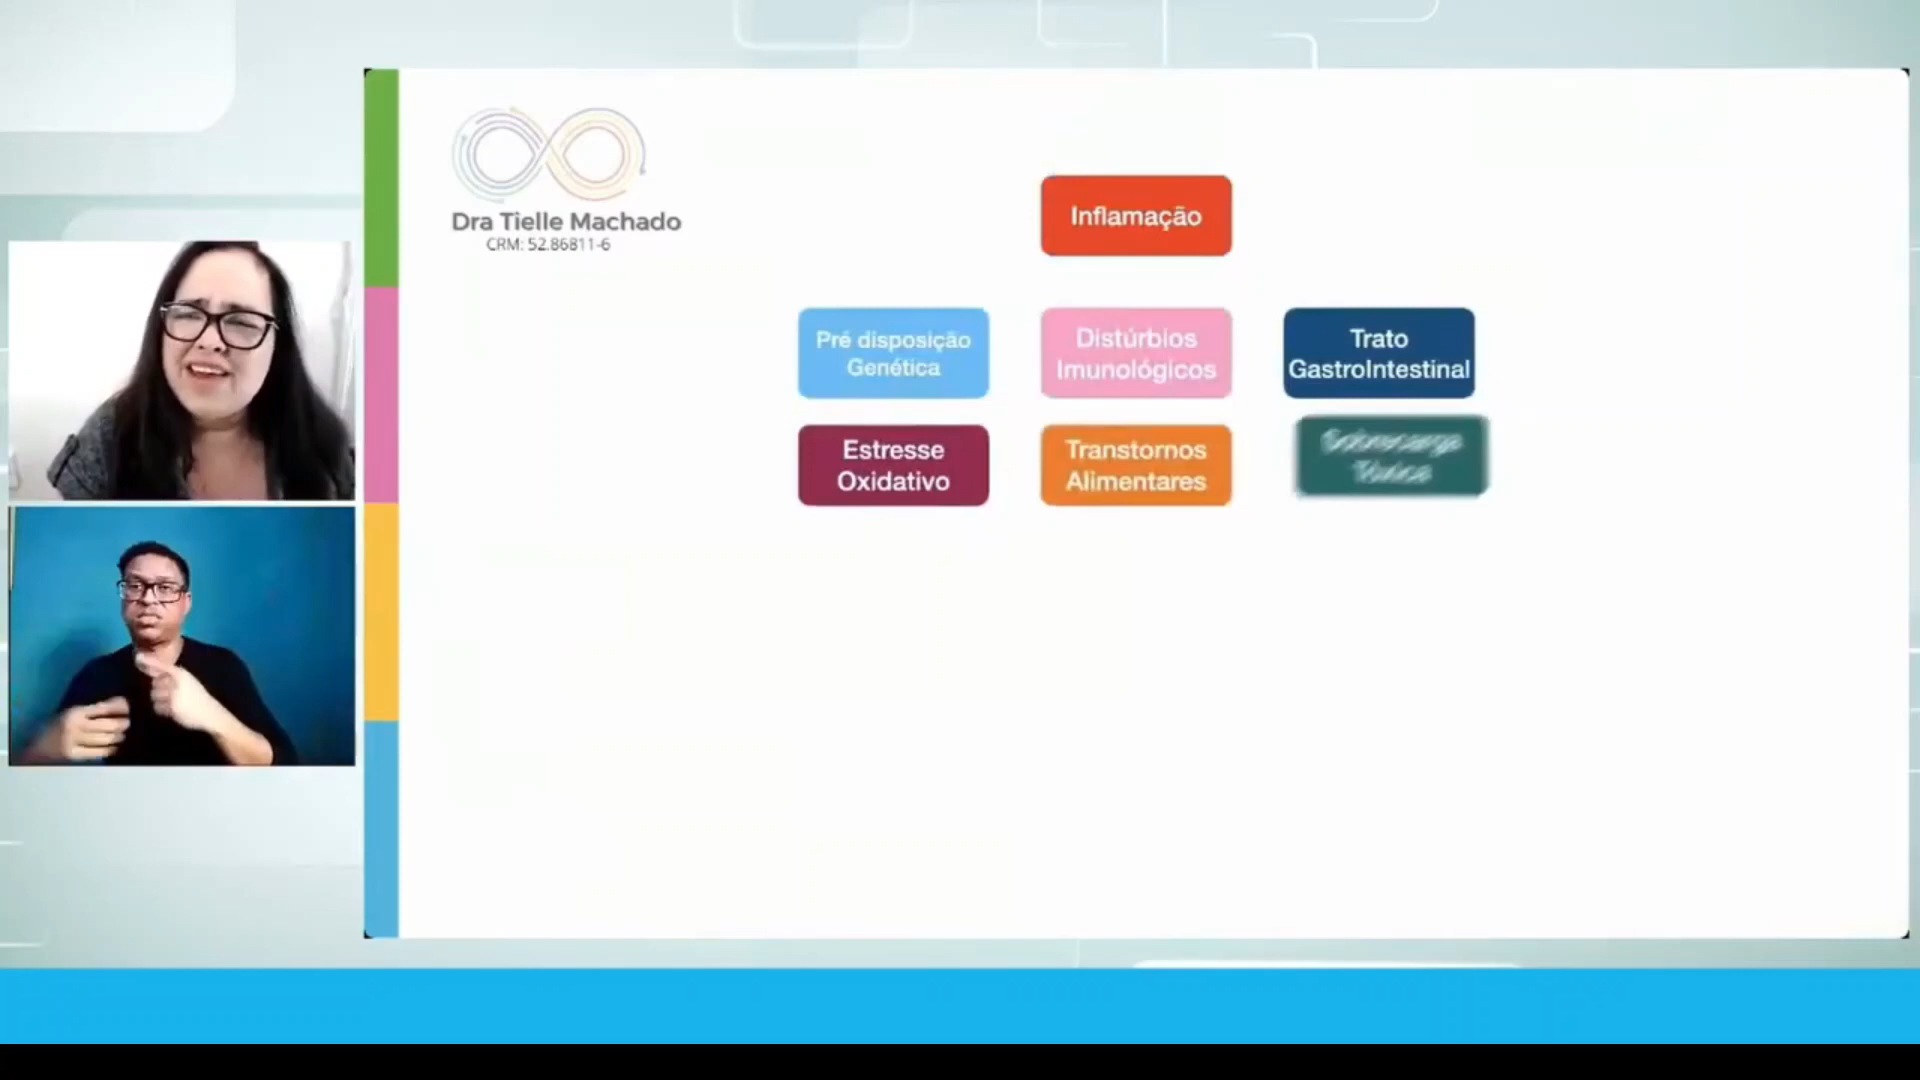 Dra Tielle Machado
CRM: 52.86811-6
Inflamação
Pré disposição
Genética
Distúrbios
Imunológicos
Trato
GastroIntestinal
Estresse
Oxidativo
Transtornos
Alimentares